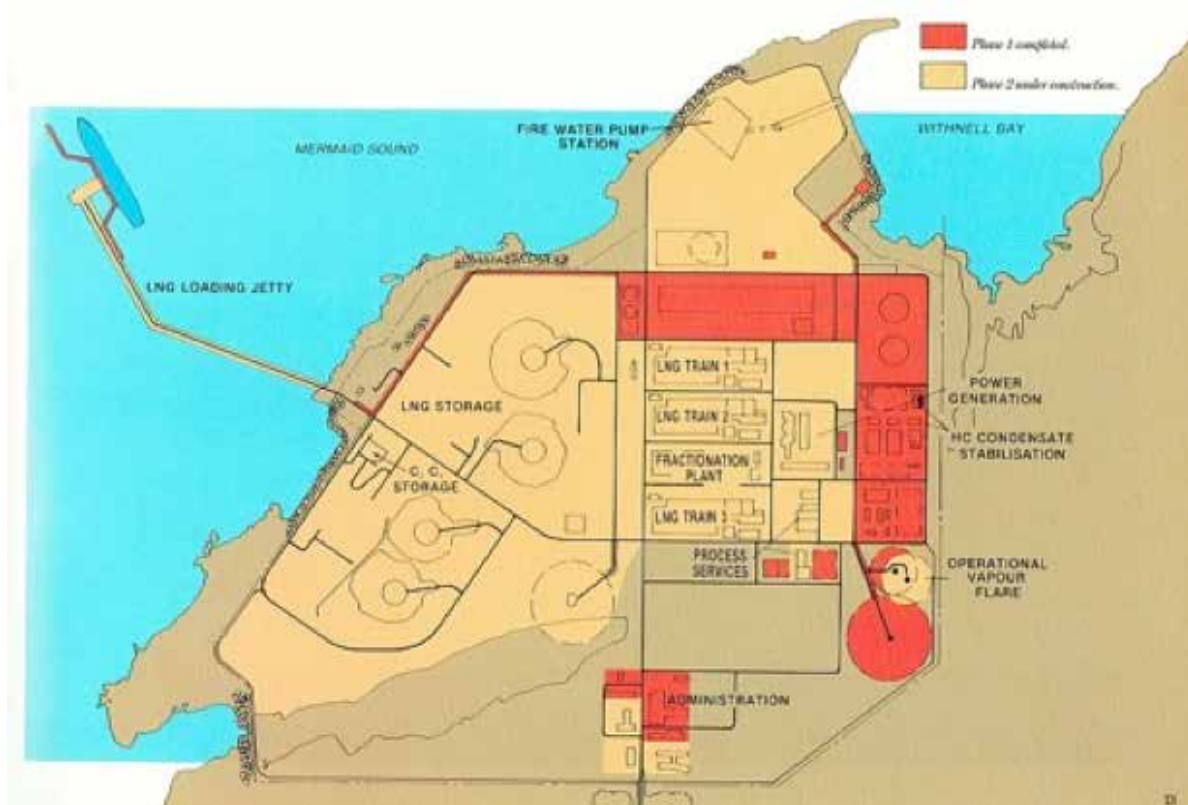 Phase 1 completed.
Phase 2 under construction.
FIRE WATER PUMP
STATION
MERMAID SOUND
WITHNELL BAY
LNG LOADING JETTY
LNG TRAIN 1
POWER
GENERATION
LNG STORAGE
LNG TRAIN 2
HC CONDENSATE
STABILISATION
C. C.
STORAGE
FRACTIONATION
PLANT
LNG TRAIN 3
PROCESS
SERVICES
OPERATIONAL
VAPOUR
FLARE
ADMINISTRATION